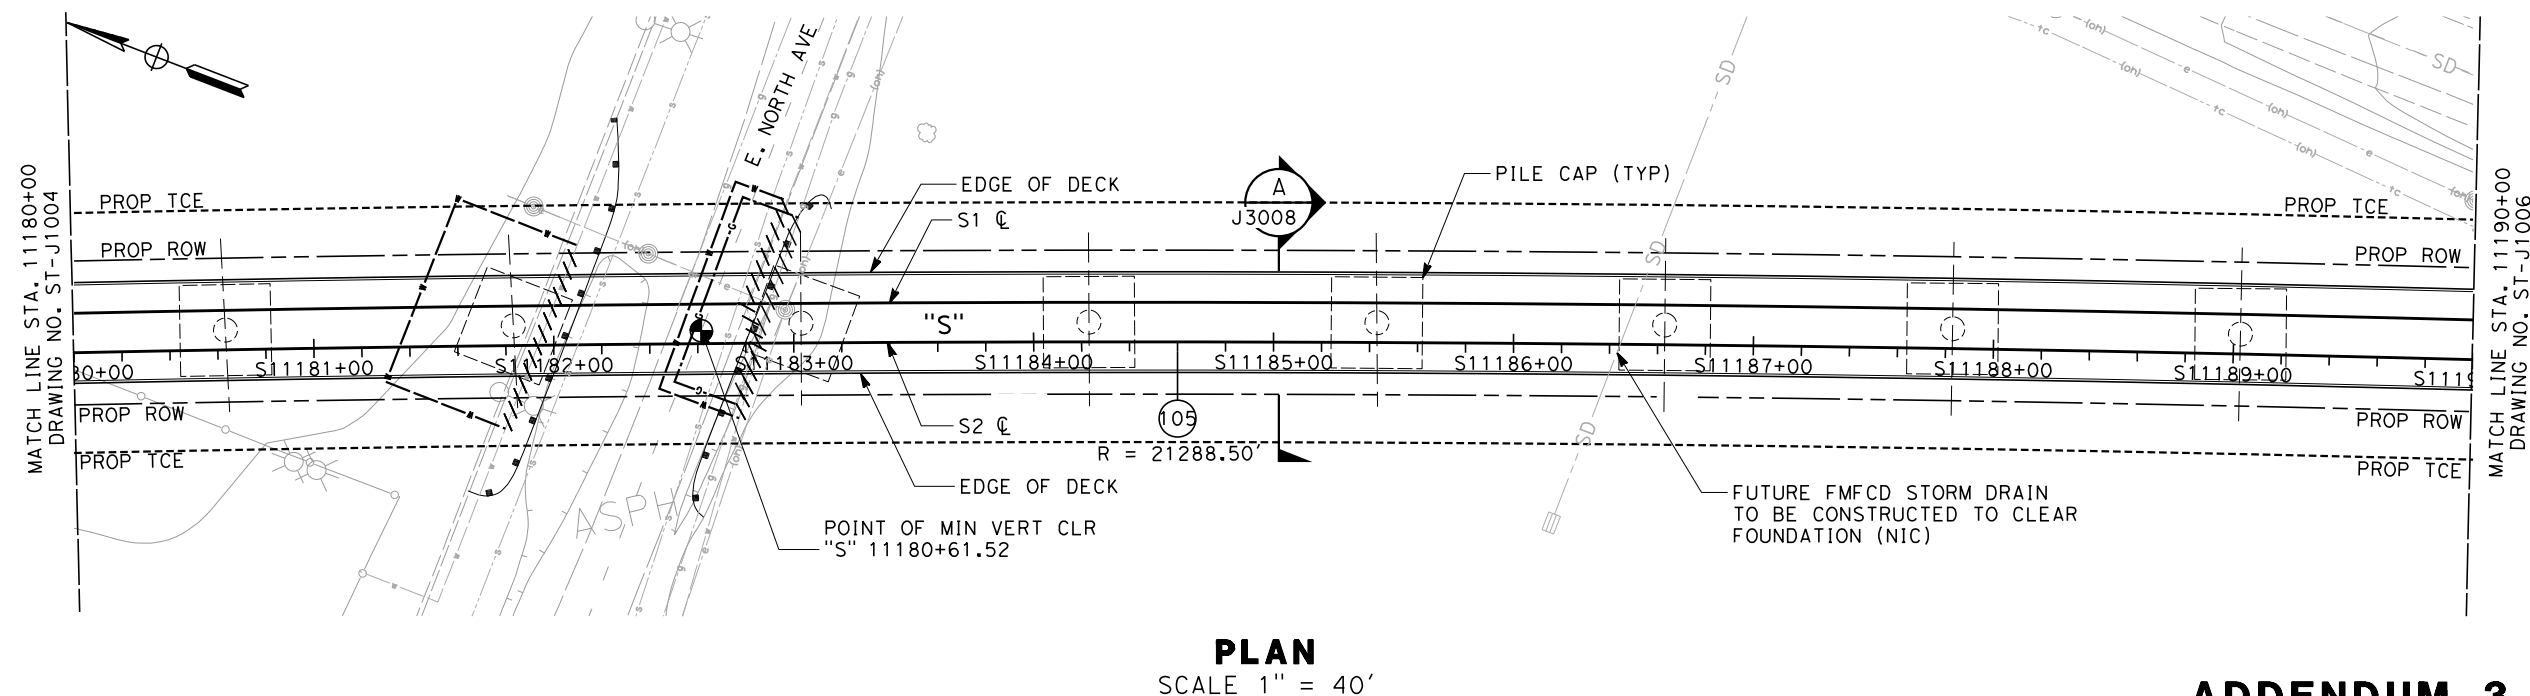 MATCH LINE STA. 11180+00
DRAWING NO. ST-J1004
PROP TCE
PROP ROW
E. NORTH AVE
EDGE OF DECK
S1 ℄
A
J3008
PILE CAP (TYP)
SD
SD
SD
SD
PROP TCE
PROP ROW
MATCH LINE STA. 11190+00
DRAWING NO. ST-J1006
"S"
80+00
S11181+00
S11182+00
S11183+00
S11184+00
S11185+00
S11186+00
S11187+00
S11188+00
S11189+00
S1119
PROP ROW
PROP TCE
ASPH
S2 ℄
105
R = 21288.50'
EDGE OF DECK
POINT OF MIN VERT CLR
"S" 11180+61.52
FUTURE FMFCD STORM DRAIN
TO BE CONSTRUCTED TO CLEAR
FOUNDATION (NIC)
PROP ROW
PROP TCE
PLAN
SCALE 1" = 40'
ADDENDUM 3